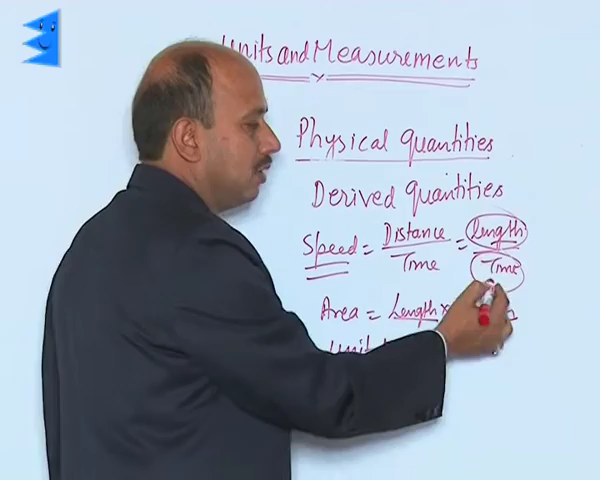 Units and Measurements
Physical quantities
Derived quantities
Speed = Distance / Time = Length / Time
Area = Length ×
Unit